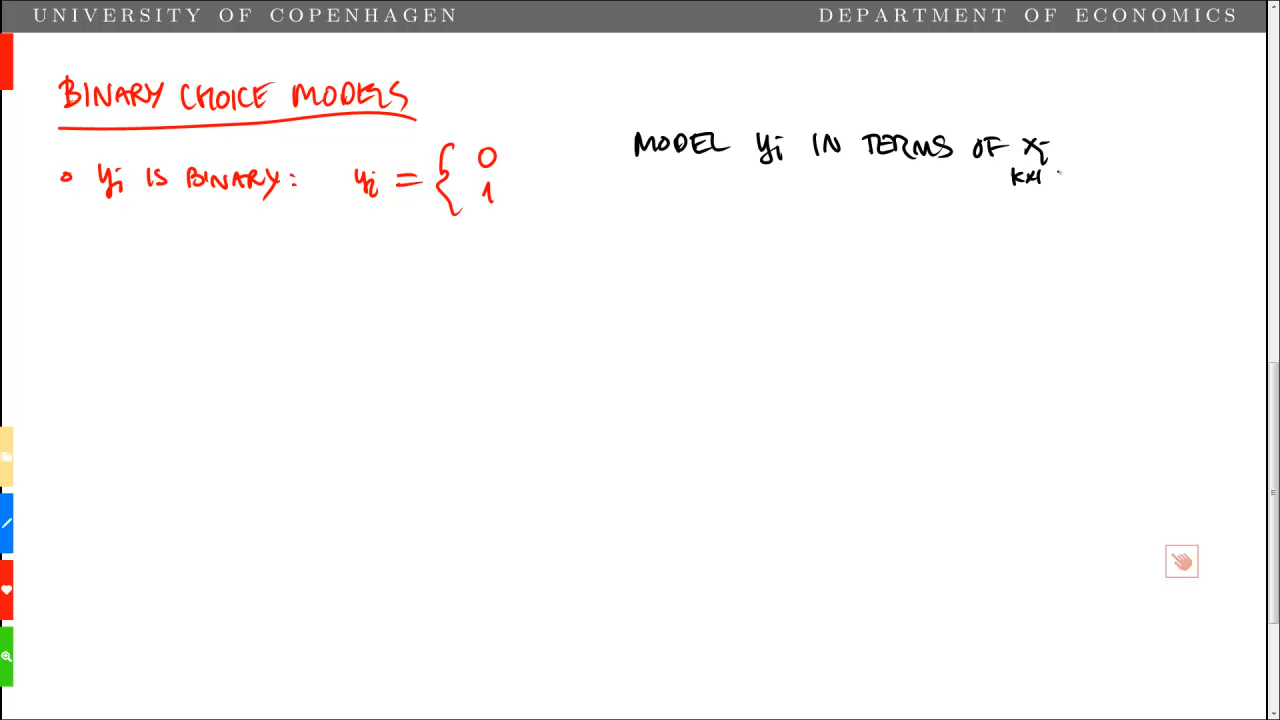 UNIVERSITY OF COPENHAGEN DEPARTMENT OF ECONOMICS
BINARY CHOICE MODELS
MODEL yi IN TERMS OF xi
k×1
• yi IS BINARY: yi = { 0
1